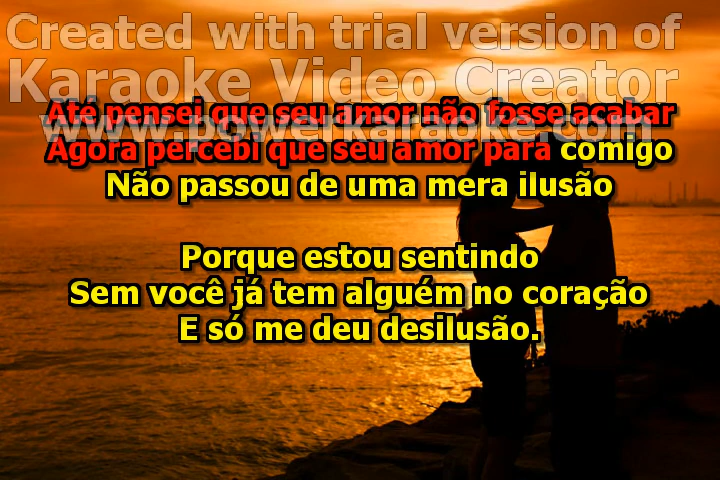 Created with trial version of
Karaoke Video Creator
Até pensei que seu amor não fosse acabar
www.powerkaraoke.com
Agora percebi que seu amor para comigo
Não passou de uma mera ilusão
Porque estou sentindo
Sem você já tem alguém no coração
E só me deu desilusão.